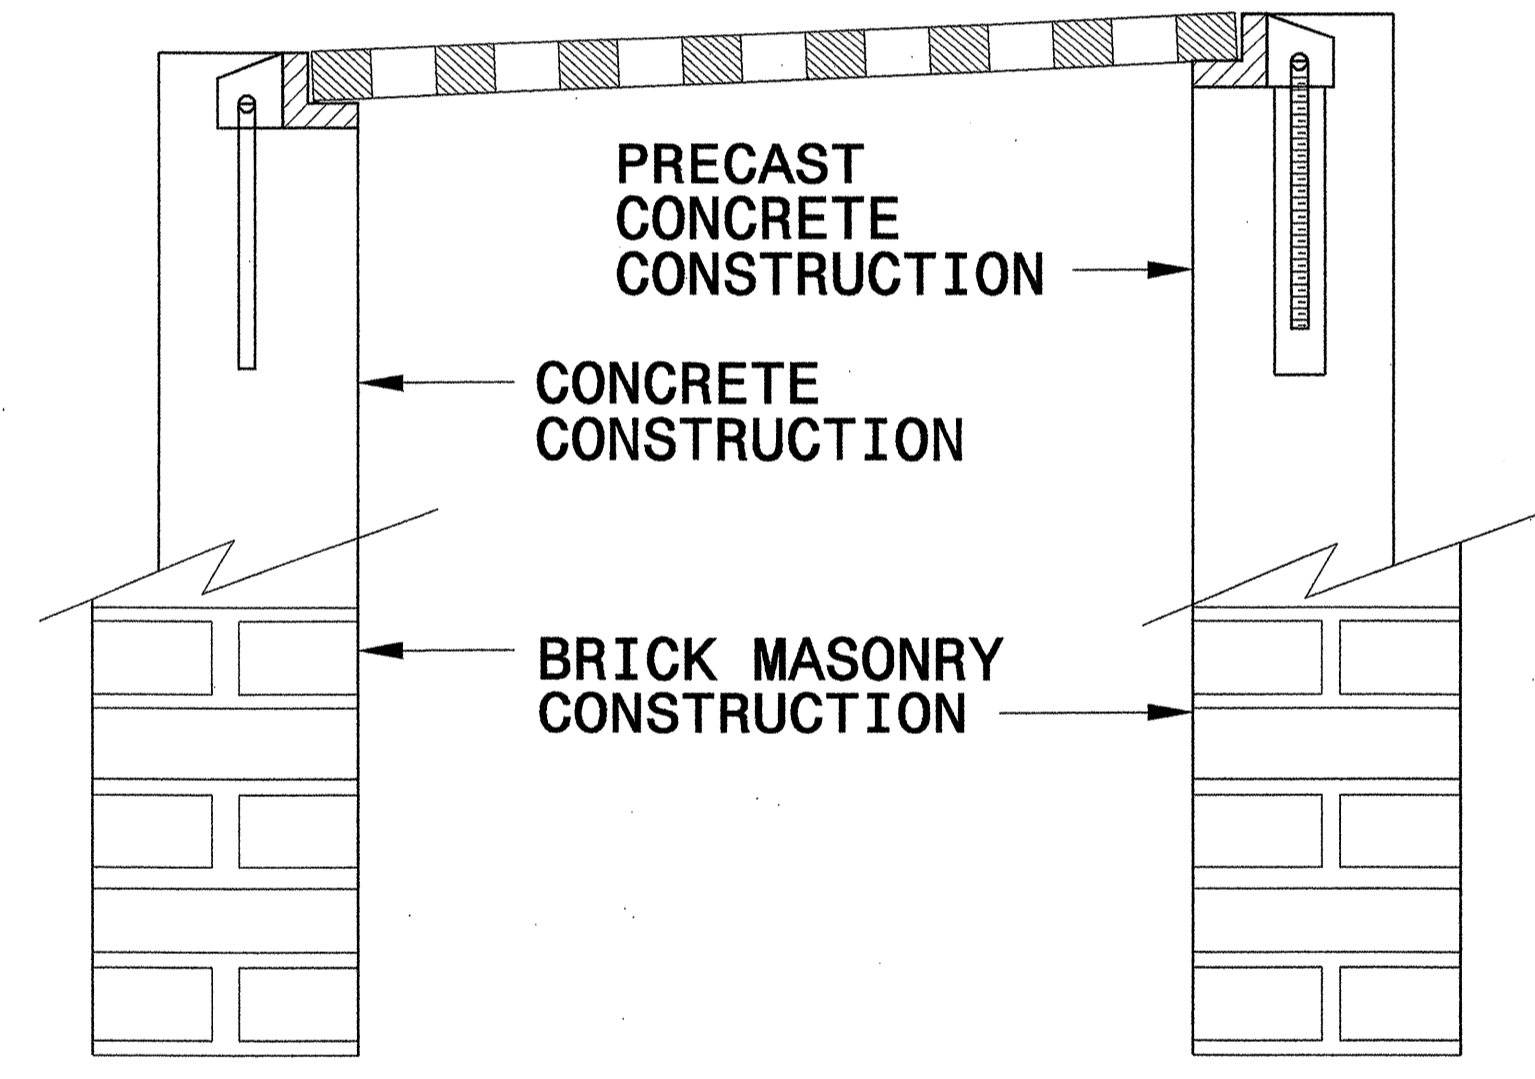 PRECAST
CONCRETE
CONSTRUCTION
CONCRETE
CONSTRUCTION
BRICK MASONRY
CONSTRUCTION